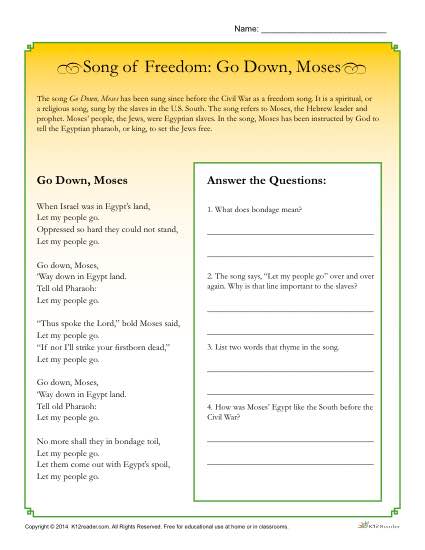 Name: ____________________
Song of Freedom: Go Down, Moses
The song Go Down, Moses has been sung since before the Civil War as a freedom song. It is a spiritual, or
a religious song, sung by the slaves in the U.S. South. The song refers to Moses, the Hebrew leader and
prophet. Moses' people, the Jews, were Egyptian slaves. In the song, Moses has been instructed by God to
tell the Egyptian pharaoh, or king, to set the Jews free.
Go Down, Moses
When Israel was in Egypt's land,
Let my people go.
Oppressed so hard they could not stand,
Let my people go.
Go down, Moses,
'Way down in Egypt land.
Tell old Pharaoh:
Let my people go.
"Thus spoke the Lord," bold Moses said,
Let my people go.
"If not I'll strike your firstborn dead,"
Let my people go.
Go down, Moses,
'Way down in Egypt land.
Tell old Pharaoh:
Let my people go.
No more shall they in bondage toil,
Let my people go.
Let them come out with Egypt's spoil,
Let my people go.
Answer the Questions:
1. What does bondage mean?
2. The song says, "Let my people go" over and over
again. Why is that line important to the slaves?
3. List two words that rhyme in the song.
4. How was Moses' Egypt like the South before the
Civil War?
Copyright © 2014 K12reader.com. All Rights Reserved. Free for educational use at home or in classrooms.
K12Reader